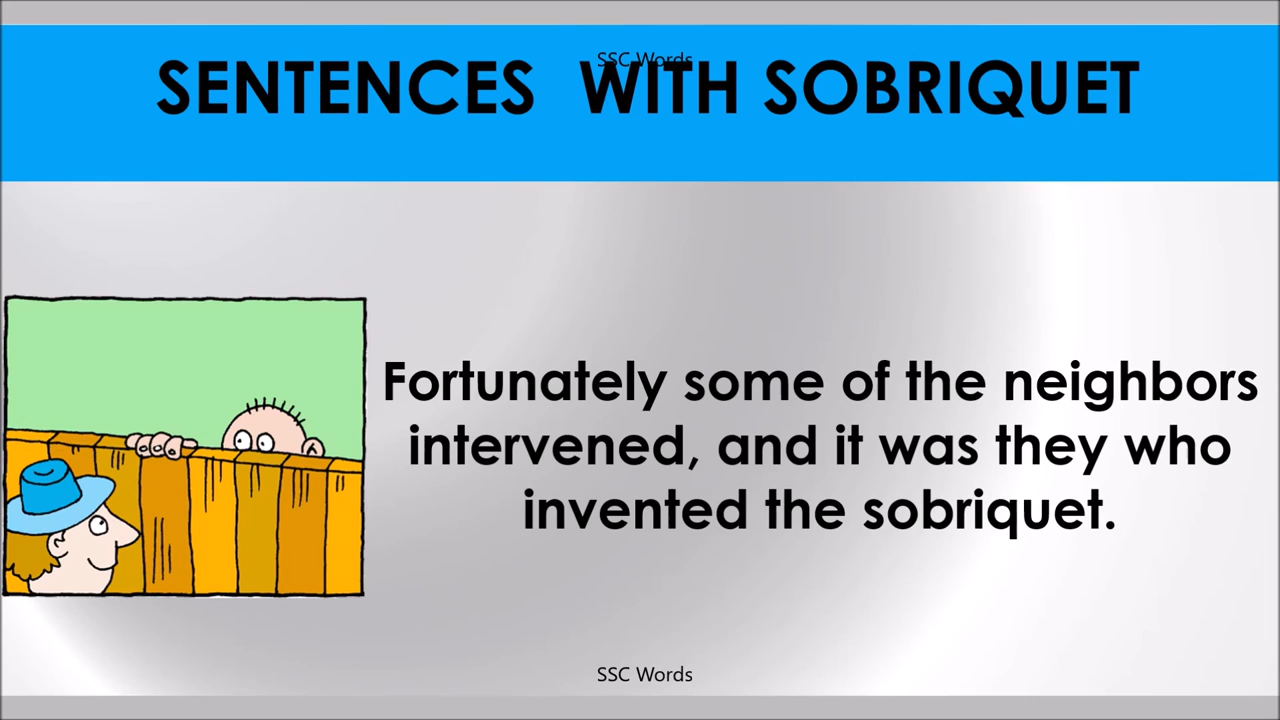 SSC Words
SENTENCES WITH SOBRIQUET
Fortunately some of the neighbors
intervened, and it was they who
invented the sobriquet.
SSC Words